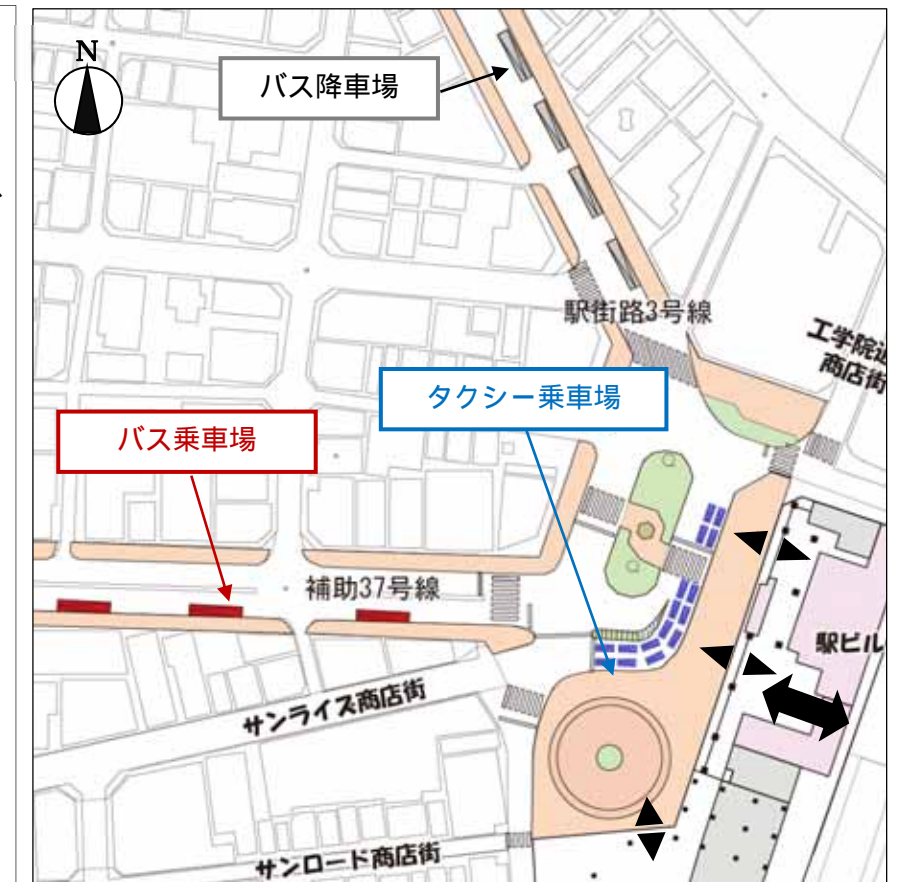 N
バス降車場
駅街路3号線
工学院通
商店街
タクシー乗車場
バス乗車場
補助37号線
駅ビル
サンライズ商店街
サンロード商店街